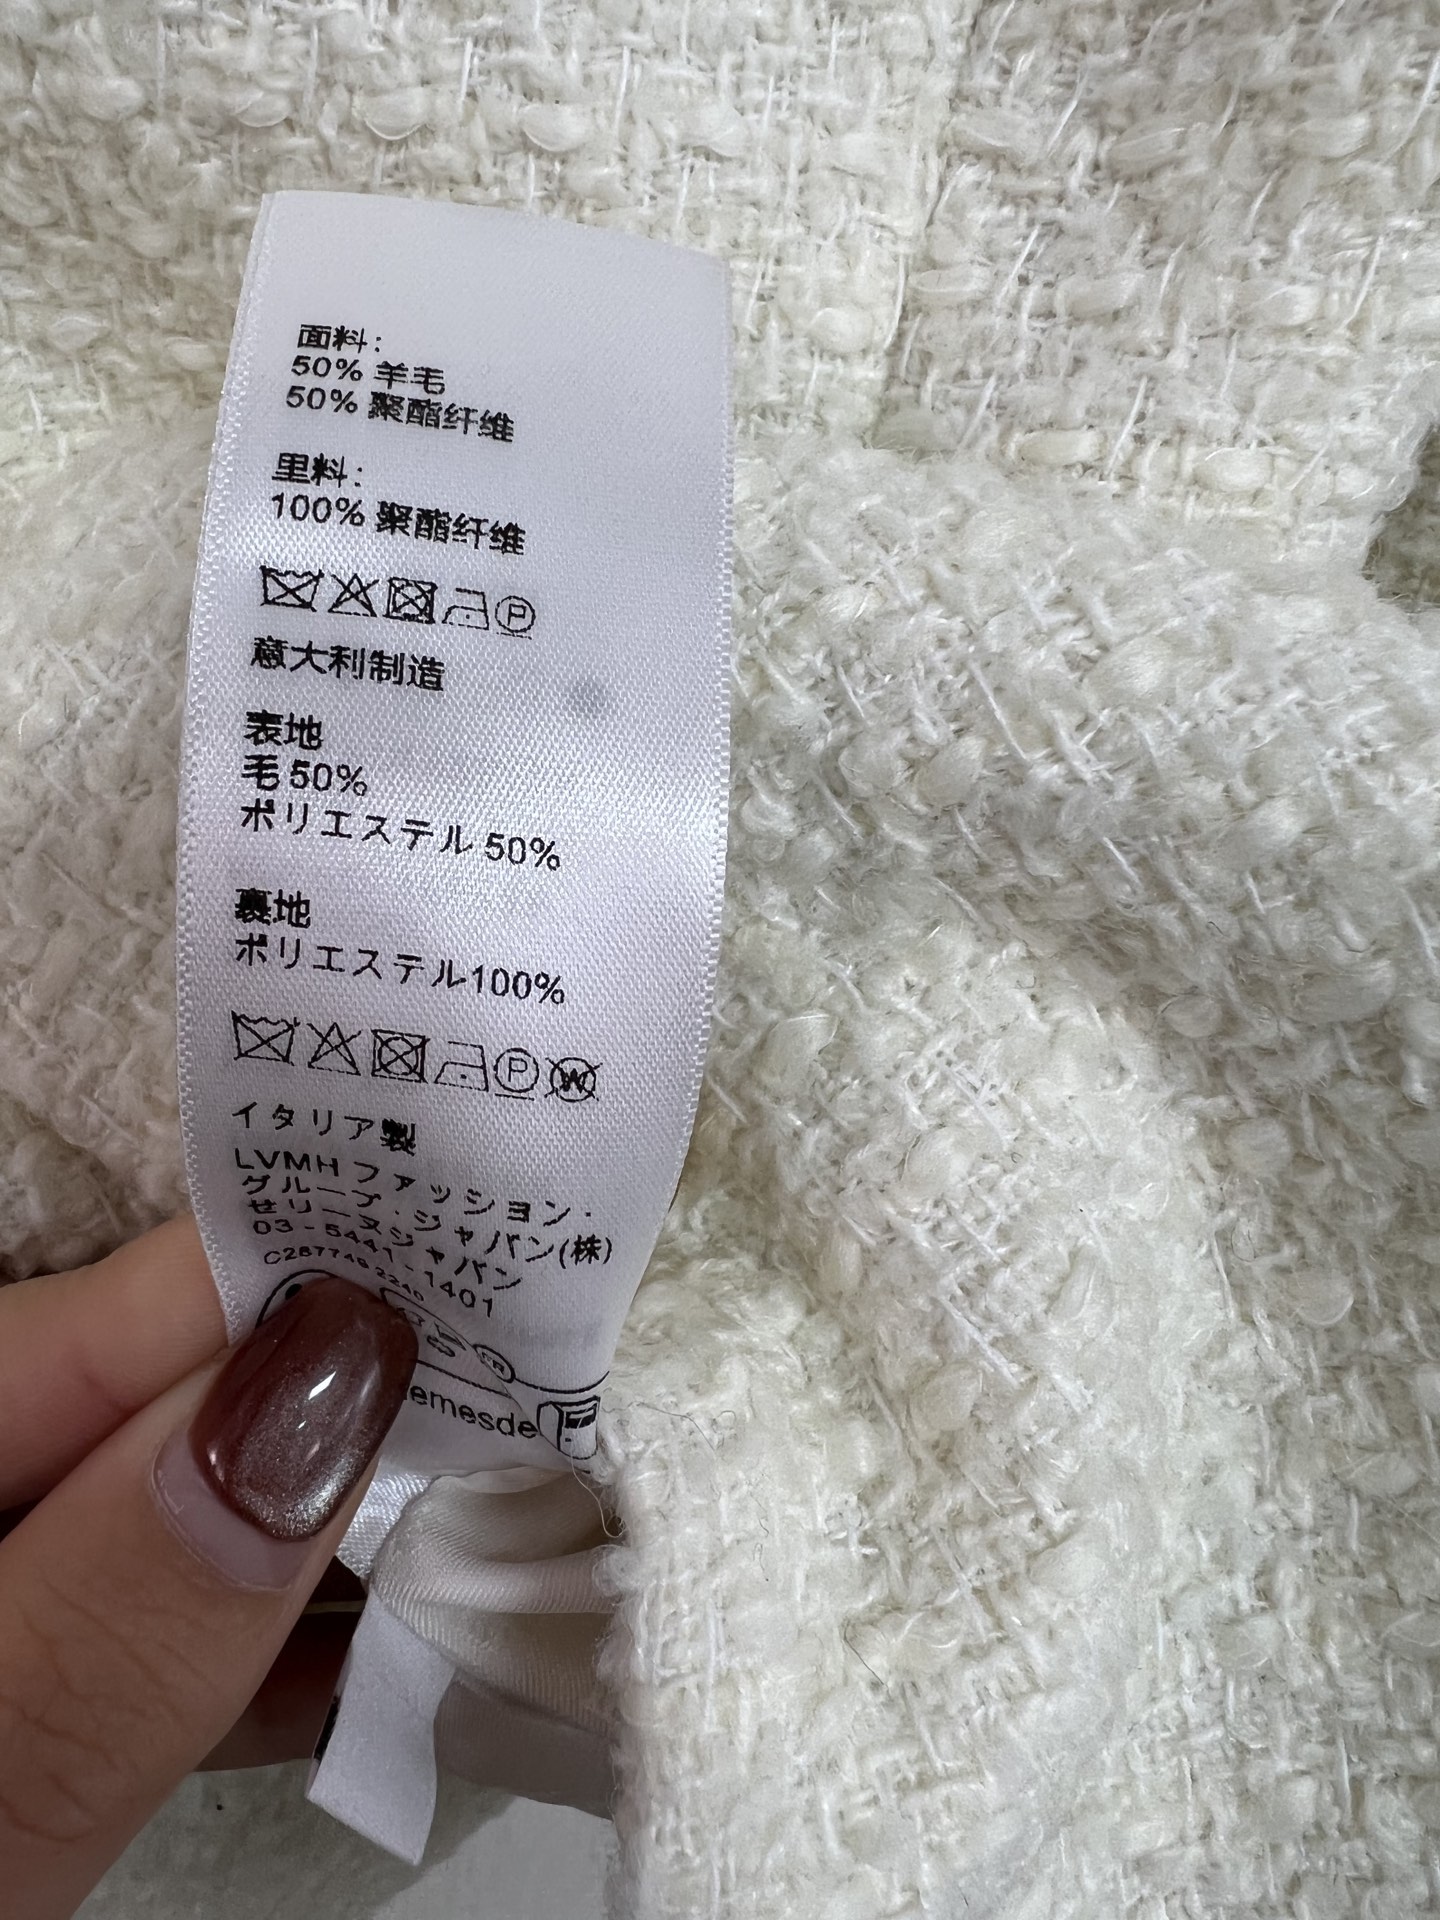 面料:
50% 羊毛
50% 聚酯纤维
里料:
100% 聚酯纤维
P
意大利制造
表地
毛 50%
ポリエステル 50%
裏地
ポリエステル100%
P W
イタリア製
LVMH ファッション・
グループ・ジャパン(株)
セリーヌジャパン
03-5441-1401
FR
emesde